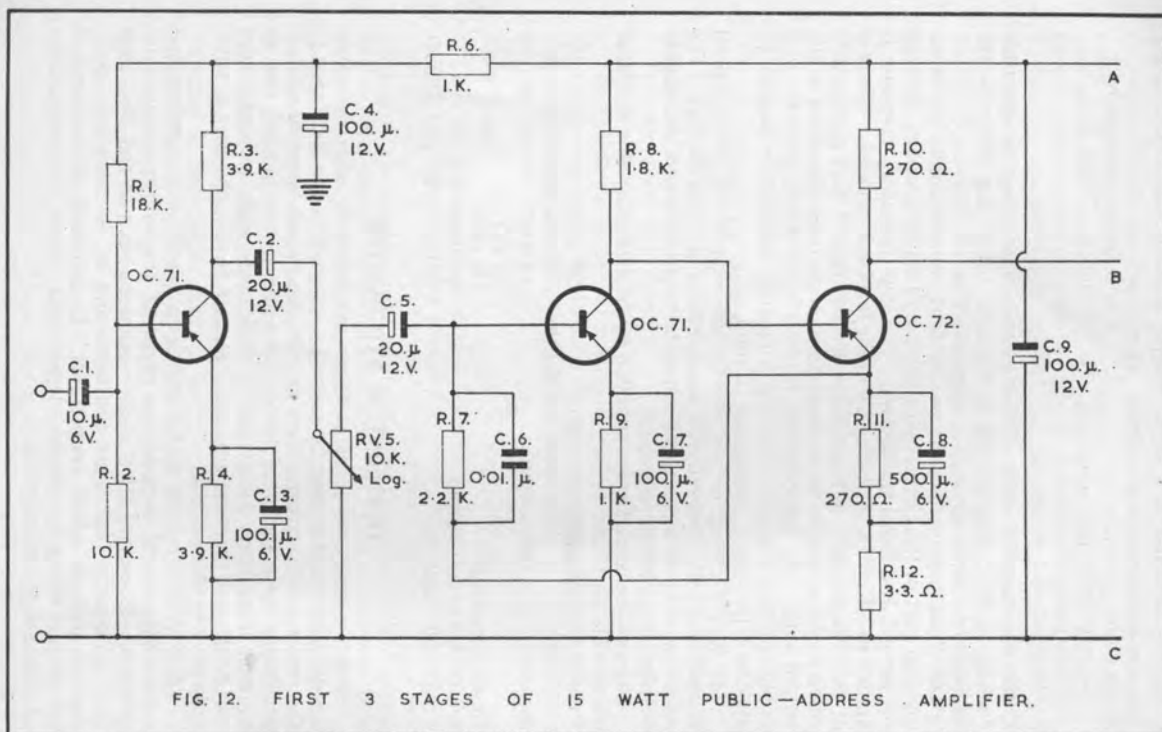 R.6.
1.K.
A
C.4.
100.µ.
12.V.
R.3.
3·9.K.
R.8.
1·8.K.
R.10.
270.Ω.
R.1.
18.K.
C.2.
20.µ.
12.V.
OC.71.
B
C.5.
20.µ
12.V.
OC.71.
OC.72.
C.9.
100.µ.
12.V.
C.1.
10.µ.
6.V.
RV.5.
10.K.
Log.
R.7.
2·2.K.
C.6.
0·01.µ.
R.9.
1.K.
C.7.
100.µ
6.V.
R.11.
270.Ω.
C.8.
500.µ
6.V.
R.2.
10.K.
R.4.
3·9.K.
C.3.
100.µ.
6.V.
R.12.
3·3.Ω.
C
FIG. 12. FIRST 3 STAGES OF 15 WATT PUBLIC—ADDRESS AMPLIFIER.